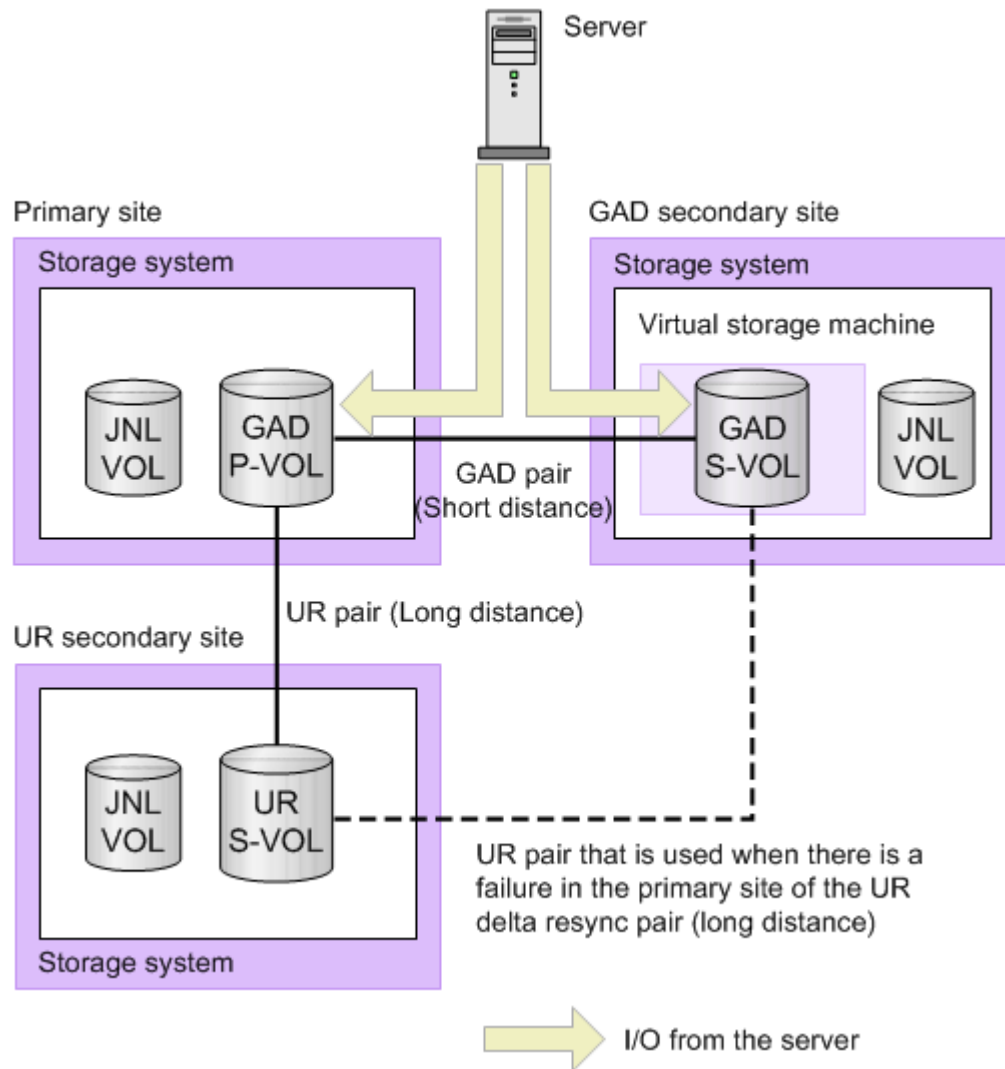 Server
Primary site
GAD secondary site
Storage system
Storage system
Virtual storage machine
JNL
VOL
GAD
P-VOL
GAD
S-VOL
JNL
VOL
GAD pair
(Short distance)
UR pair (Long distance)
UR secondary site
JNL
VOL
UR
S-VOL
Storage system
UR pair that is used when there is a
failure in the primary site of the UR
delta resync pair (long distance)
I/O from the server